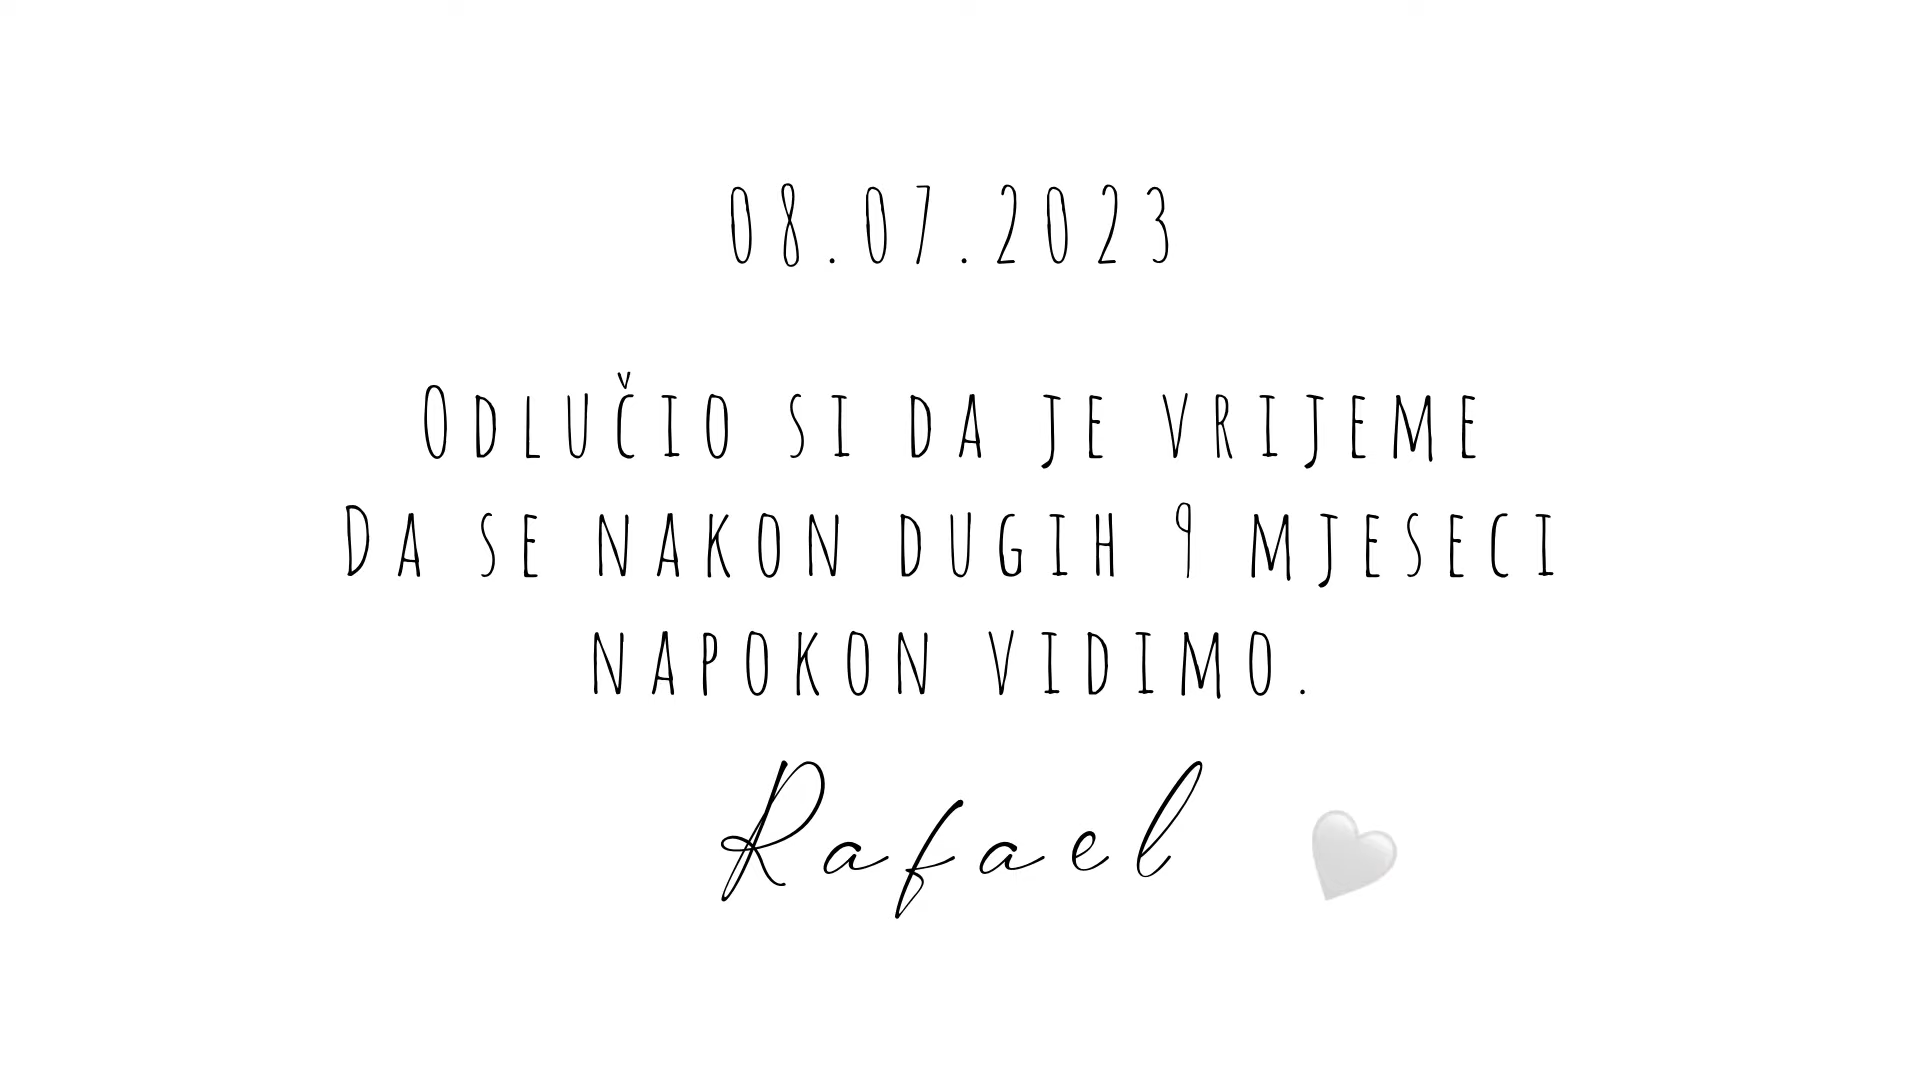 08.07.2023
Odlučio si da je vrijeme
Da se nakon dugih 9 mjeseci
napokon vidimo.
Rafael 🤍